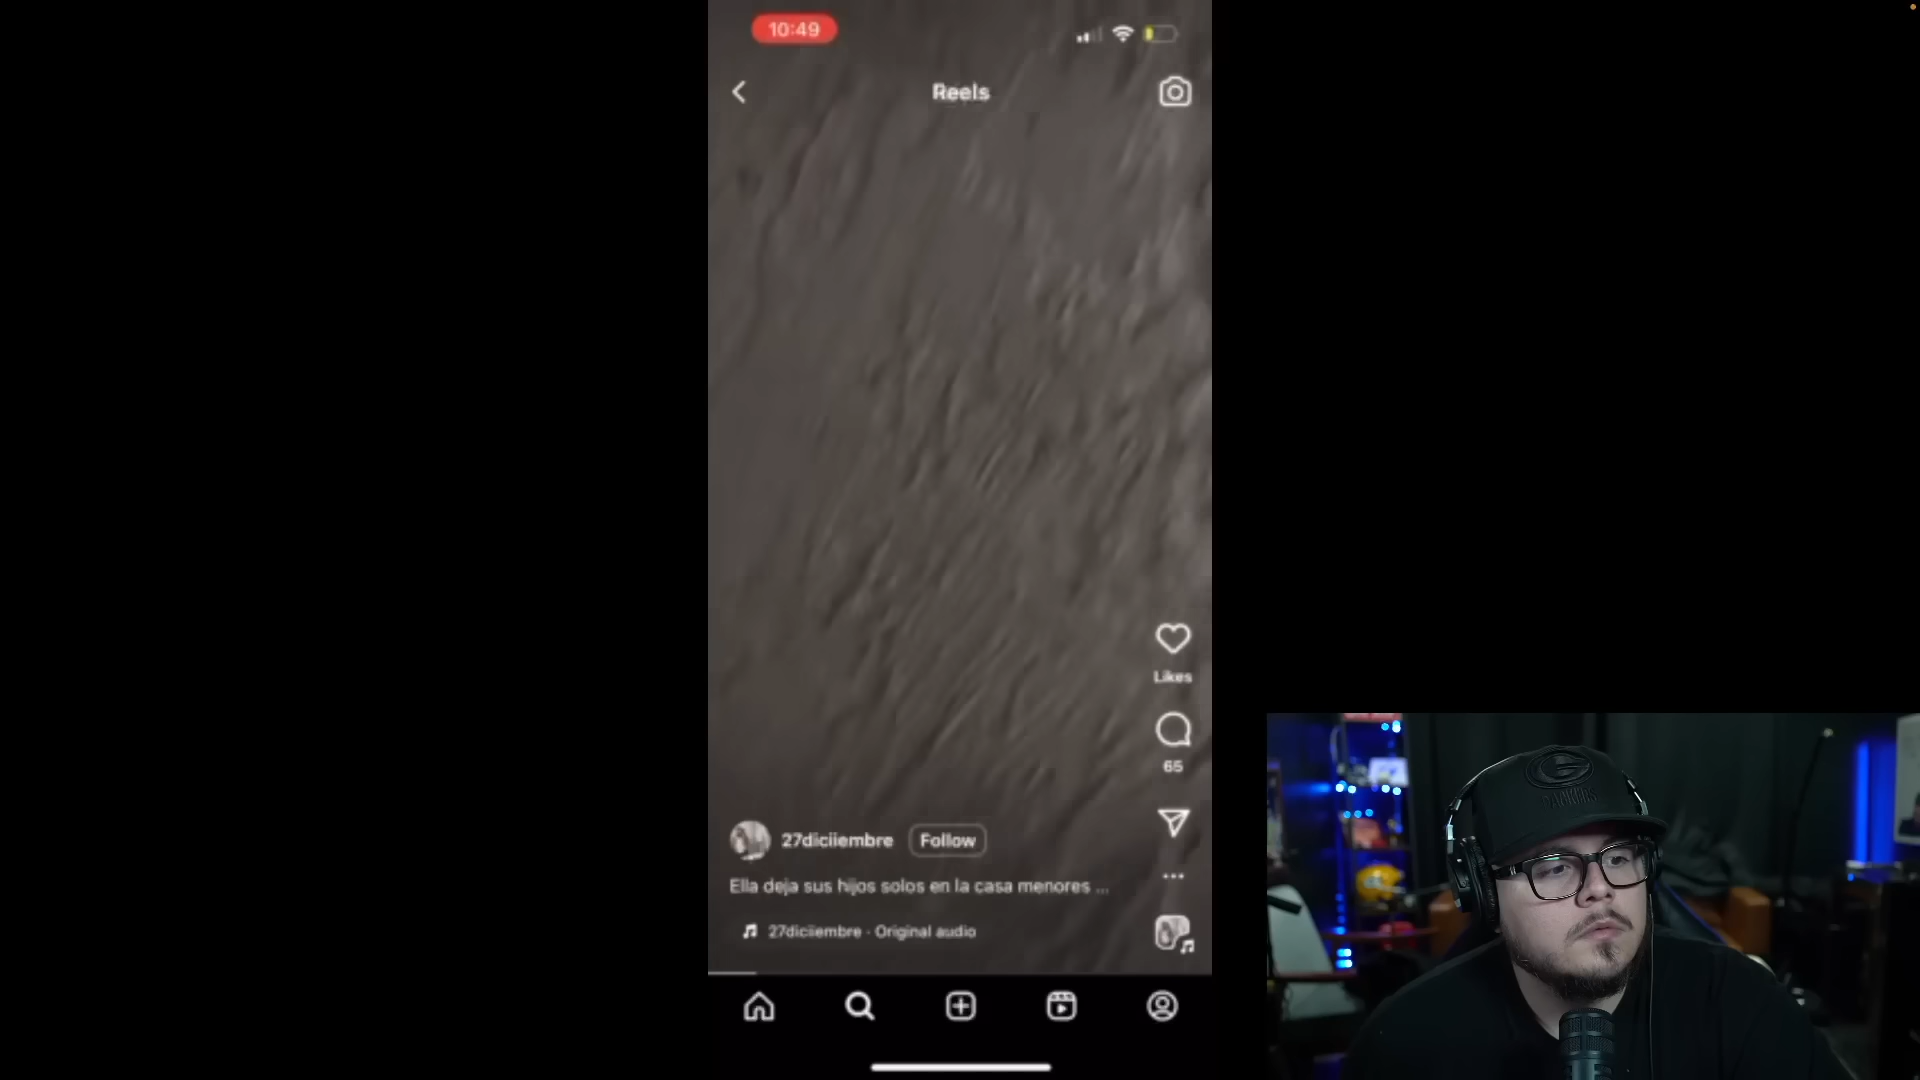 10:49
Reels
Likes
65
27diciiembre Follow
Ella deja sus hijos solos en la casa menores ...
27diciiembre · Original audio
G
PACKERS